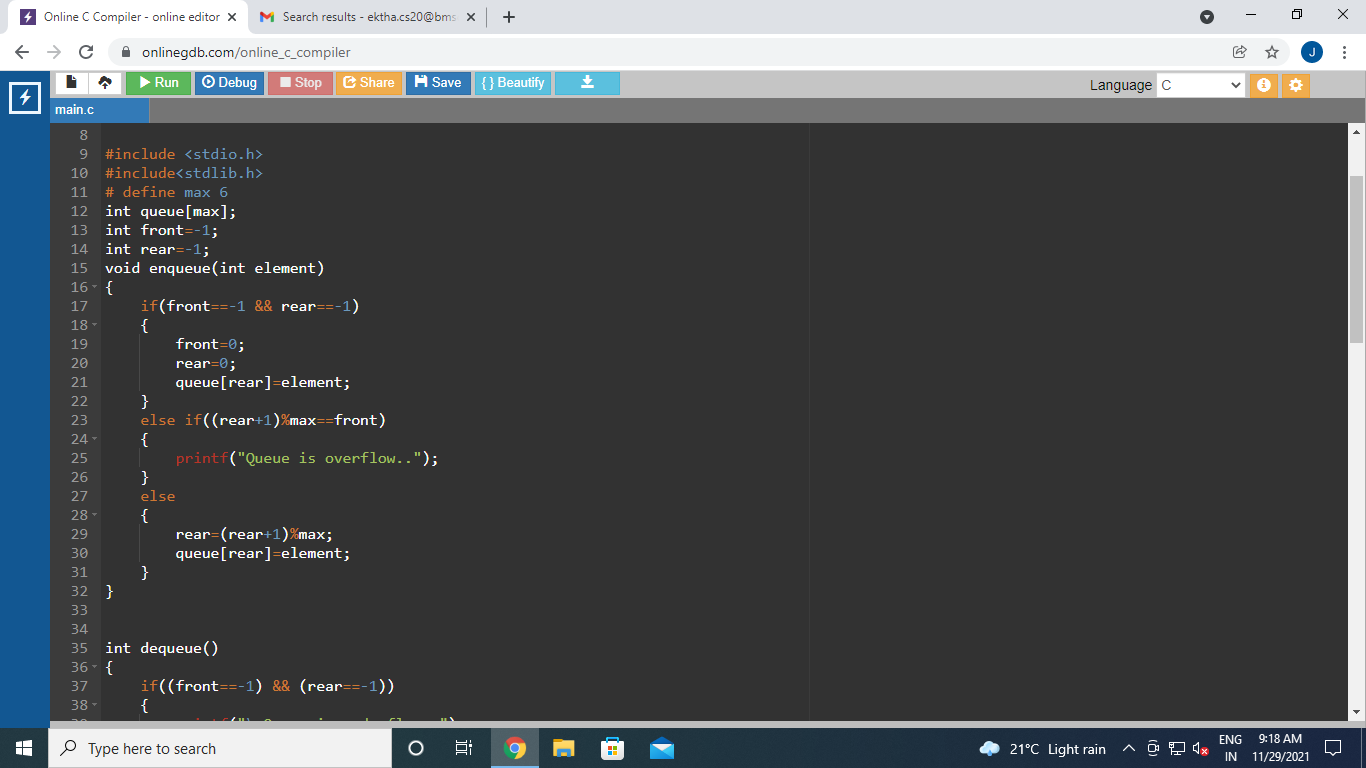 Online C Compiler - online editor
Search results - ektha.cs20@bms
onlinegdb.com/online_c_compiler
J
Run Debug Stop Share Save { } Beautify
Language C
main.c
8
9 #include <stdio.h>
10 #include<stdlib.h>
11 # define max 6
12 int queue[max];
13 int front=-1;
14 int rear=-1;
15 void enqueue(int element)
16 {
17 if(front==-1 && rear==-1)
18 {
19 front=0;
20 rear=0;
21 queue[rear]=element;
22 }
23 else if((rear+1)%max==front)
24 {
25 printf("Queue is overflow..");
26 }
27 else
28 {
29 rear=(rear+1)%max;
30 queue[rear]=element;
31 }
32 }
33
34
35 int dequeue()
36 {
37 if((front==-1) && (rear==-1))
38 {
Type here to search
21°C Light rain
ENG
IN
9:18 AM
11/29/2021